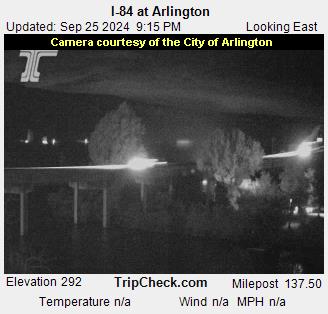 I-84 at Arlington
Updated: Sep 25 2024 9:15 PM Looking East
Camera courtesy of the City of Arlington
Elevation 292 TripCheck.com Milepost 137.50
Temperature n/a Wind n/a MPH n/a